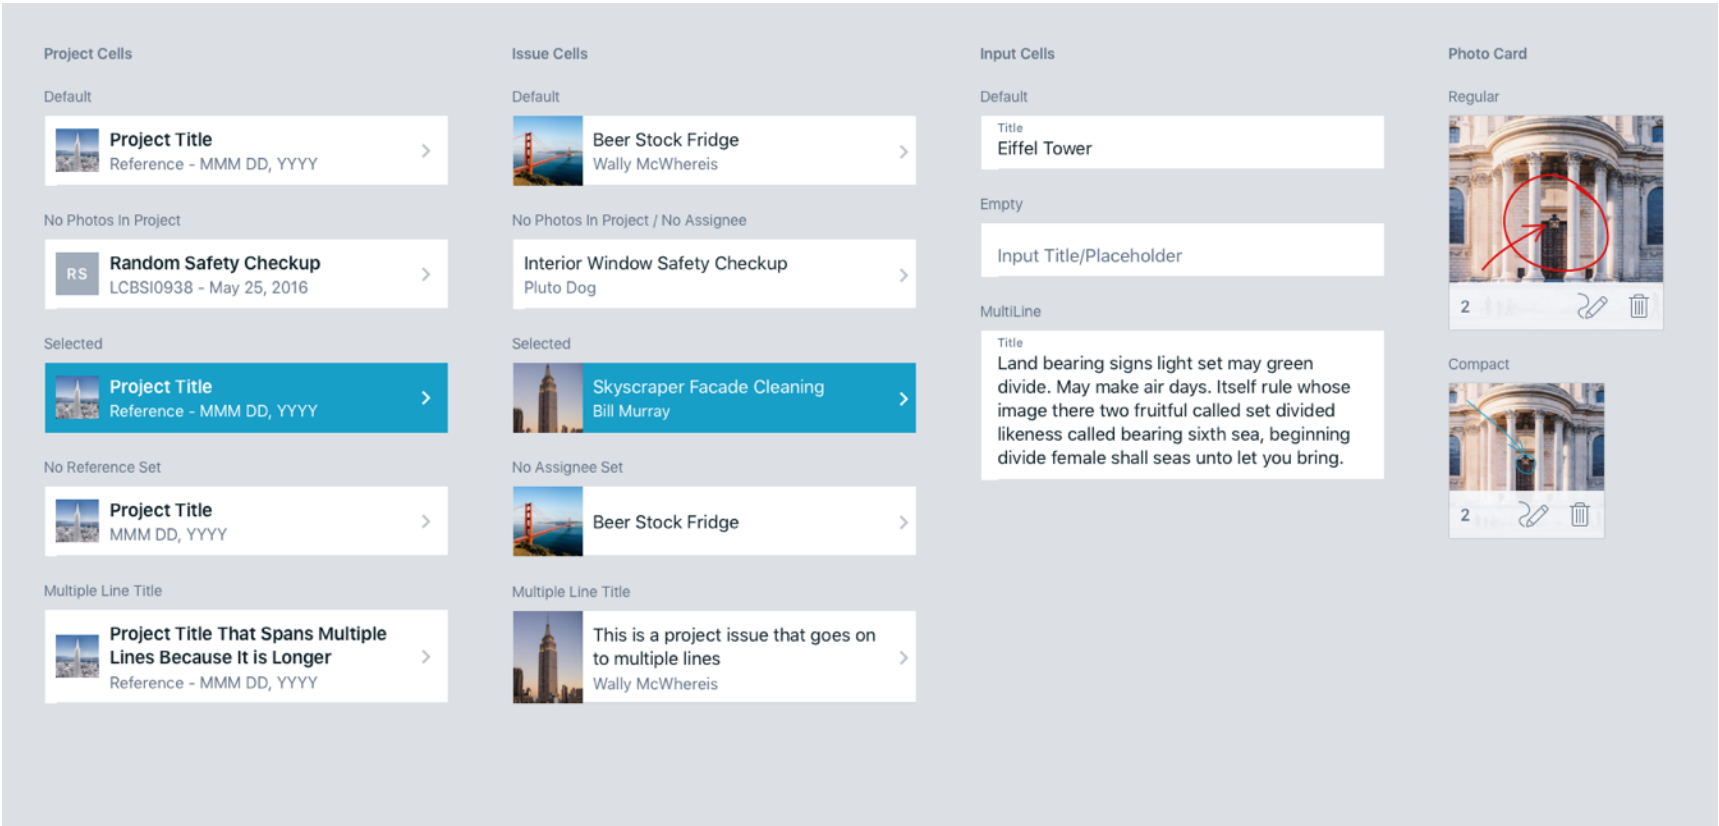 Project Cells
Default
Project Title
Reference - MMM DD, YYYY
No Photos In Project
RS
Random Safety Checkup
LCBSI0938 - May 25, 2016
Selected
Project Title
Reference - MMM DD, YYYY
No Reference Set
Project Title
MMM DD, YYYY
Multiple Line Title
Project Title That Spans Multiple
Lines Because It is Longer
Reference - MMM DD, YYYY
Issue Cells
Default
Beer Stock Fridge
Wally McWhereis
No Photos In Project / No Assignee
Interior Window Safety Checkup
Pluto Dog
Selected
Skyscraper Facade Cleaning
Bill Murray
No Assignee Set
Beer Stock Fridge
Multiple Line Title
This is a project issue that goes on
to multiple lines
Wally McWhereis
Input Cells
Default
Title
Eiffel Tower
Empty
Input Title/Placeholder
MultiLine
Title
Land bearing signs light set may green
divide. May make air days. Itself rule whose
image there two fruitful called set divided
likeness called bearing sixth sea, beginning
divide female shall seas unto let you bring.
Photo Card
Regular
2
Compact
2